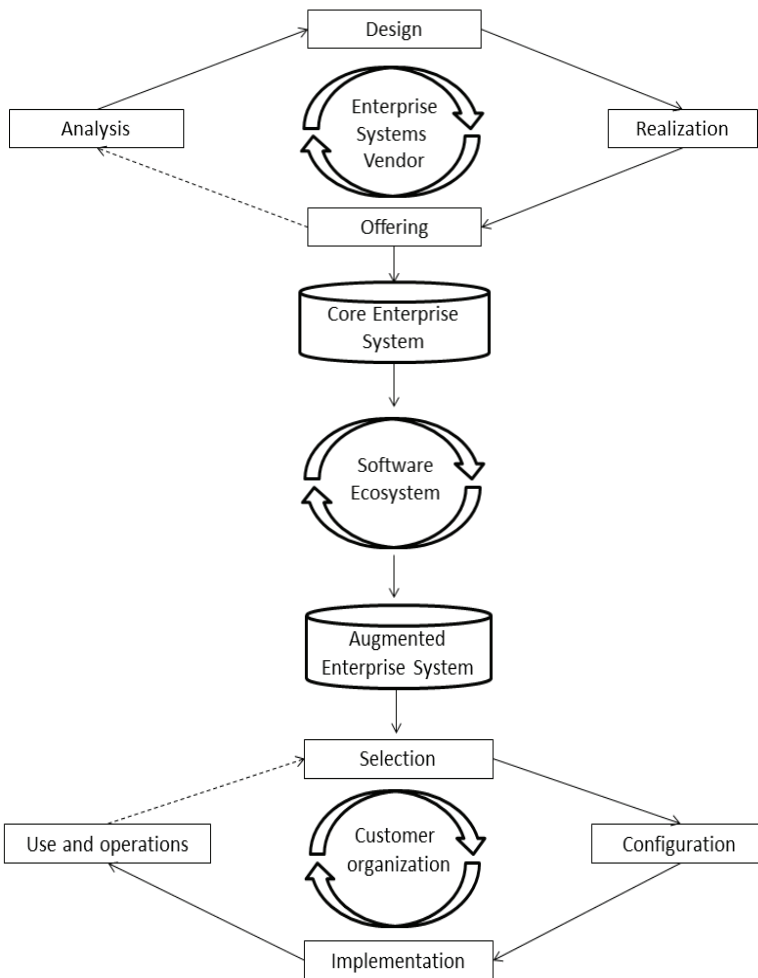 Design
Enterprise
Systems
Vendor
Analysis
Realization
Offering
Core Enterprise
System
Software
Ecosystem
Augmented
Enterprise System
Selection
Use and operations
Customer
organization
Configuration
Implementation